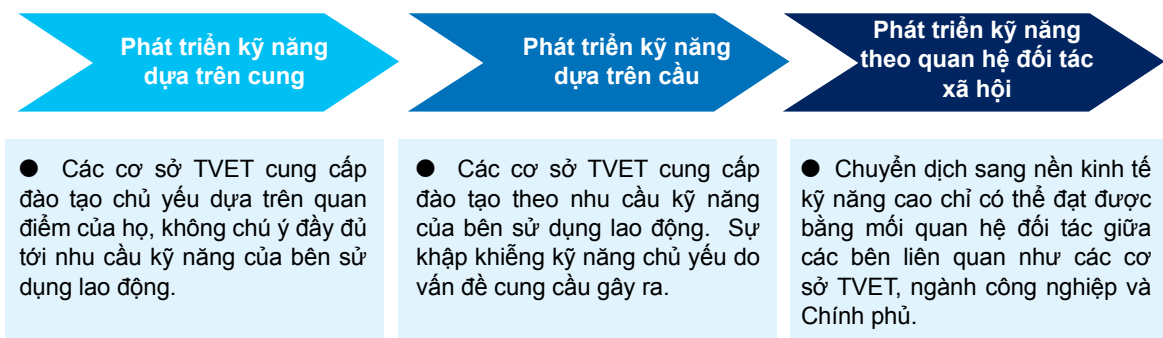 Phát triển kỹ năng
dựa trên cung
Phát triển kỹ năng
dựa trên cầu
Phát triển kỹ năng
theo quan hệ đối tác
xã hội
● Các cơ sở TVET cung cấp
đào tạo chủ yếu dựa trên quan
điểm của họ, không chú ý đầy đủ
tới nhu cầu kỹ năng của bên sử
dụng lao động.
● Các cơ sở TVET cung cấp
đào tạo theo nhu cầu kỹ năng
của bên sử dụng lao động. Sự
khập khiễng kỹ năng chủ yếu do
vấn đề cung cầu gây ra.
● Chuyển dịch sang nền kinh tế
kỹ năng cao chỉ có thể đạt được
bằng mối quan hệ đối tác giữa
các bên liên quan như các cơ
sở TVET, ngành công nghiệp và
Chính phủ.